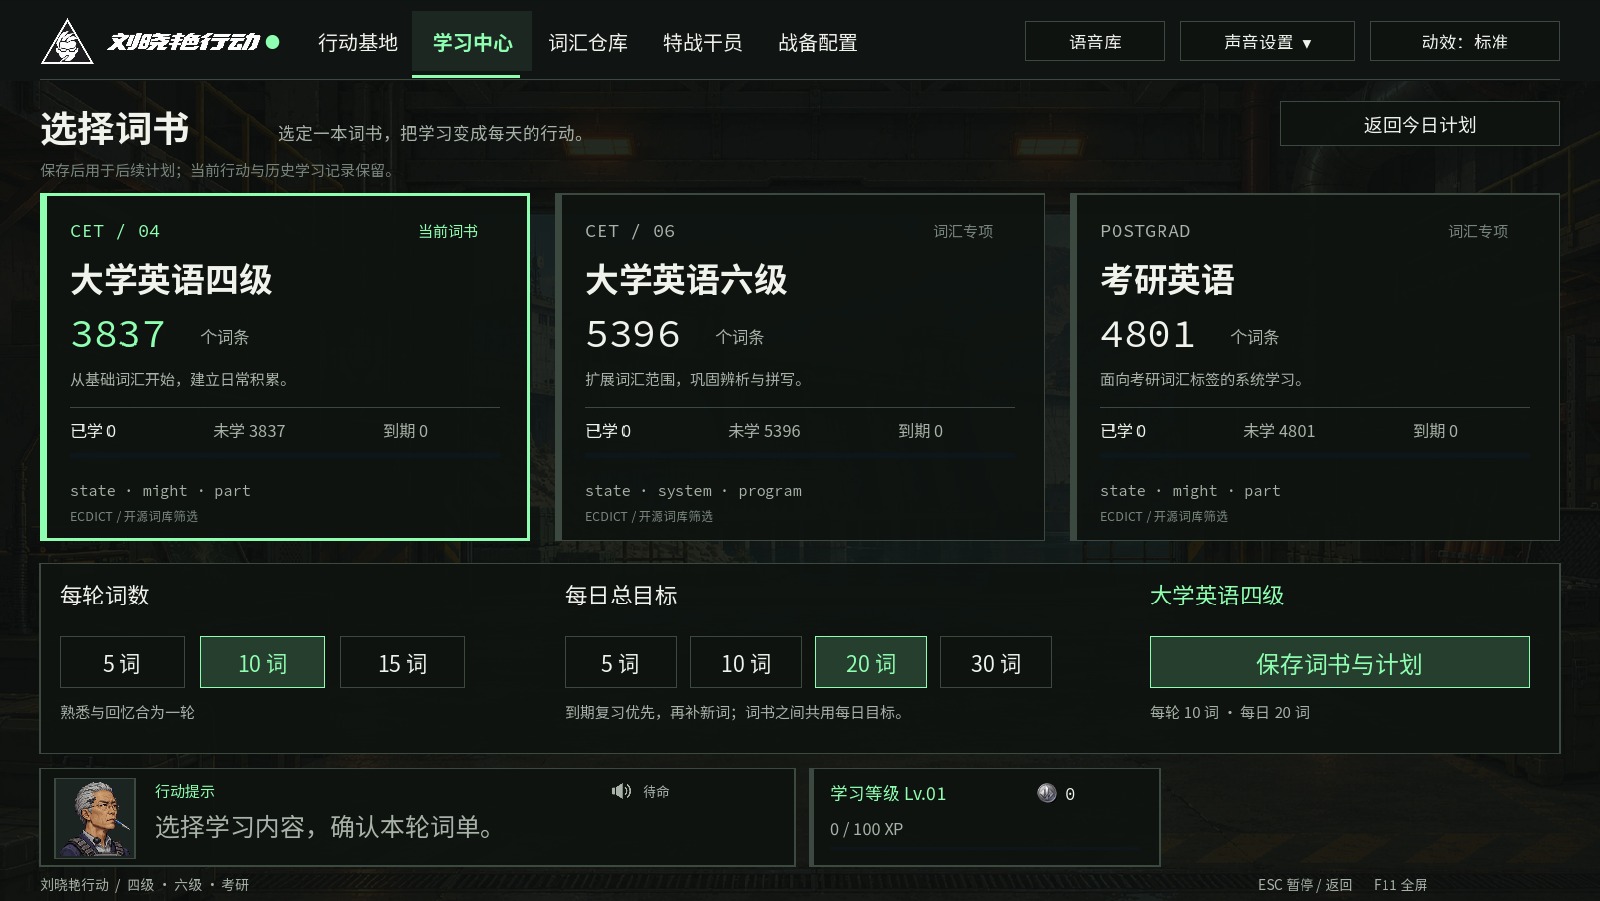 刘晓艳行动 行动基地 学习中心 词汇仓库 特战干员 战备配置 语音库 声音设置 ▼ 动效：标准
选择词书 选定一本词书，把学习变成每天的行动。 返回今日计划
保存后用于后续计划；当前行动与历史学习记录保留。
CET / 04 当前词书
大学英语四级
3837 个词条
从基础词汇开始，建立日常积累。
已学 0 未学 3837 到期 0
state · might · part
ECDICT / 开源词库筛选
CET / 06 词汇专项
大学英语六级
5396 个词条
扩展词汇范围，巩固辨析与拼写。
已学 0 未学 5396 到期 0
state · system · program
ECDICT / 开源词库筛选
POSTGRAD 词汇专项
考研英语
4801 个词条
面向考研词汇标签的系统学习。
已学 0 未学 4801 到期 0
state · might · part
ECDICT / 开源词库筛选
每轮词数
5 词 10 词 15 词
熟悉与回忆合为一轮
每日总目标
5 词 10 词 20 词 30 词
到期复习优先，再补新词；词书之间共用每日目标。
大学英语四级
保存词书与计划
每轮 10 词 · 每日 20 词
行动提示 待命
选择学习内容，确认本轮词单。
学习等级 Lv.01 0
0 / 100 XP
刘晓艳行动 / 四级 · 六级 · 考研 ESC 暂停 / 返回 F11 全屏